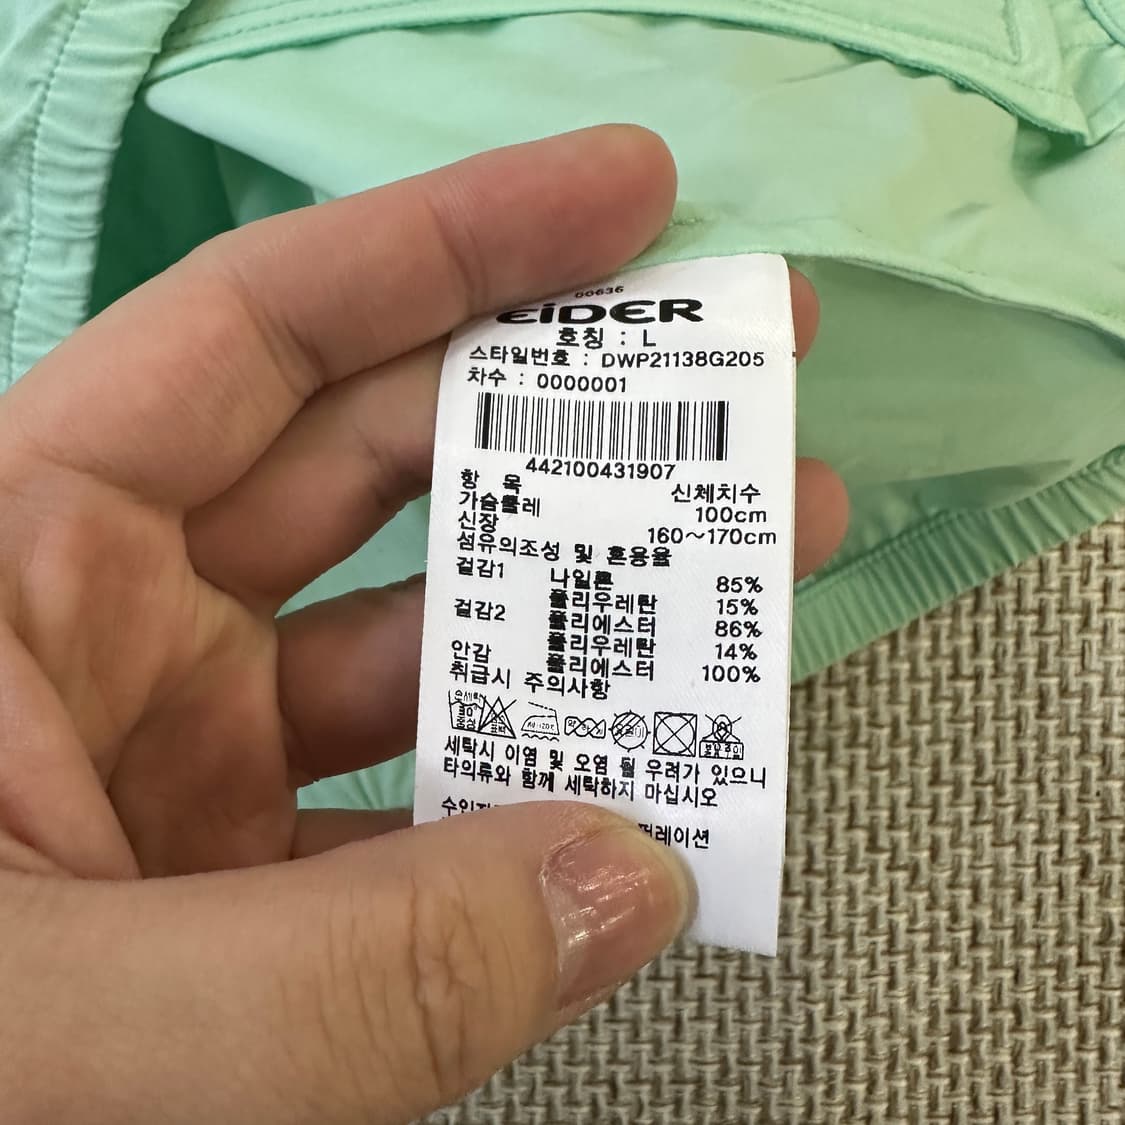 00636
EiDER
호칭 : L
스타일번호 : DWP21138G205
차수 : 0000001
442100431907
항 목 신체치수
가슴둘레 100cm
신장 160~170cm
섬유의조성 및 혼용율
겉감1 나일론 85%
폴리우레탄 15%
겉감2 폴리에스터 86%
폴리우레탄 14%
안감 폴리에스터 100%
취급시 주의사항
세탁시 이염 및 오염 될 우려가 있으니
타의류와 함께 세탁하지 마십시오